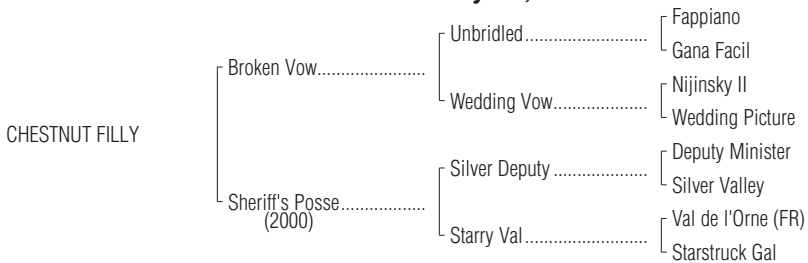 Fappiano
Unbridled
Gana Facil
Broken Vow
Nijinsky II
Wedding Vow
Wedding Picture
CHESTNUT FILLY
Deputy Minister
Silver Deputy
Silver Valley
Sheriff's Posse
(2000)
Val de l'Orne (FR)
Starry Val
Starstruck Gal